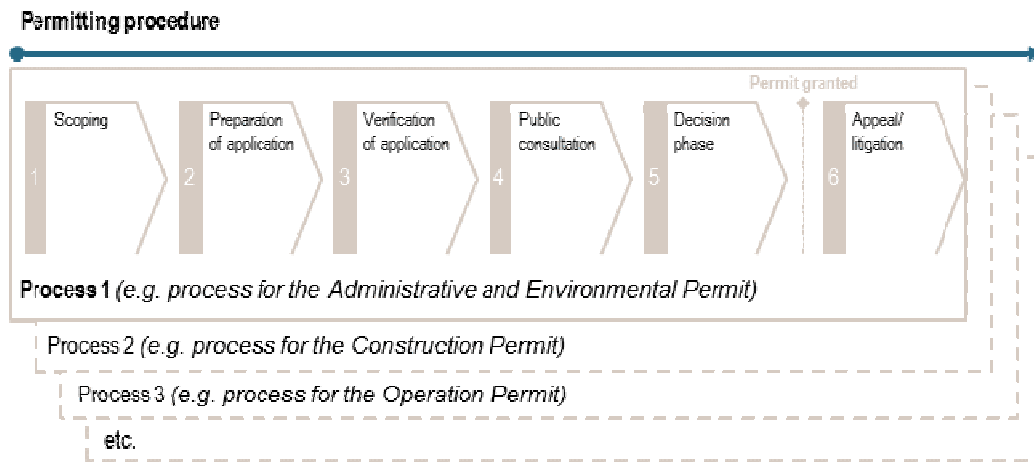 Permitting procedure
Permit granted
1
Scoping
2
Preparation
of application
3
Verification
of application
4
Public
consultation
5
Decision
phase
6
Appeal/
litigation
Process 1 (e.g. process for the Administrative and Environmental Permit)
Process 2 (e.g. process for the Construction Permit)
Process 3 (e.g. process for the Operation Permit)
etc.